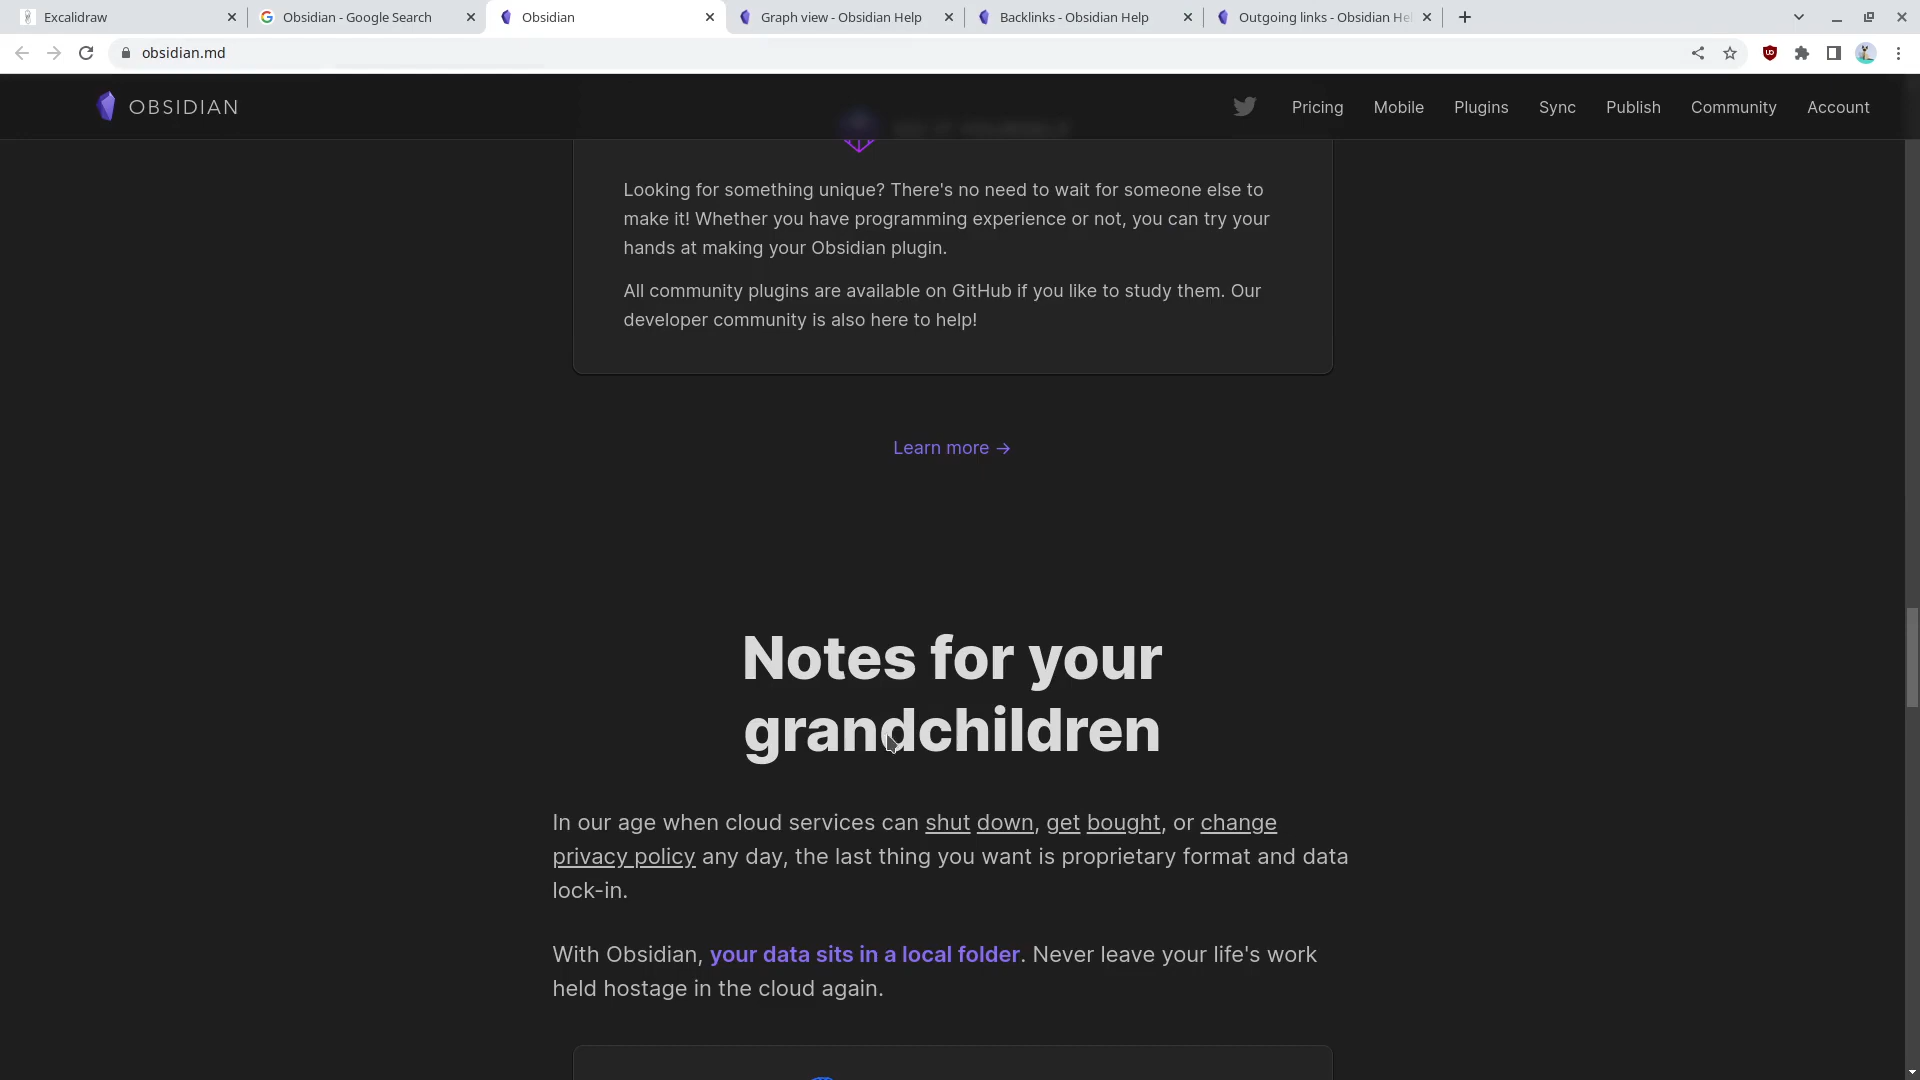 Excalidraw
Obsidian - Google Search
Obsidian
Graph view - Obsidian Help
Backlinks - Obsidian Help
Outgoing links - Obsidian He
obsidian.md
OBSIDIAN
Pricing
Mobile
Plugins
Sync
Publish
Community
Account
Looking for something unique? There's no need to wait for someone else to
make it! Whether you have programming experience or not, you can try your
hands at making your Obsidian plugin.
All community plugins are available on GitHub if you like to study them. Our
developer community is also here to help!
Learn more →
Notes for your
grandchildren
In our age when cloud services can shut down, get bought, or change
privacy policy any day, the last thing you want is proprietary format and data
lock-in.
With Obsidian, your data sits in a local folder. Never leave your life's work
held hostage in the cloud again.